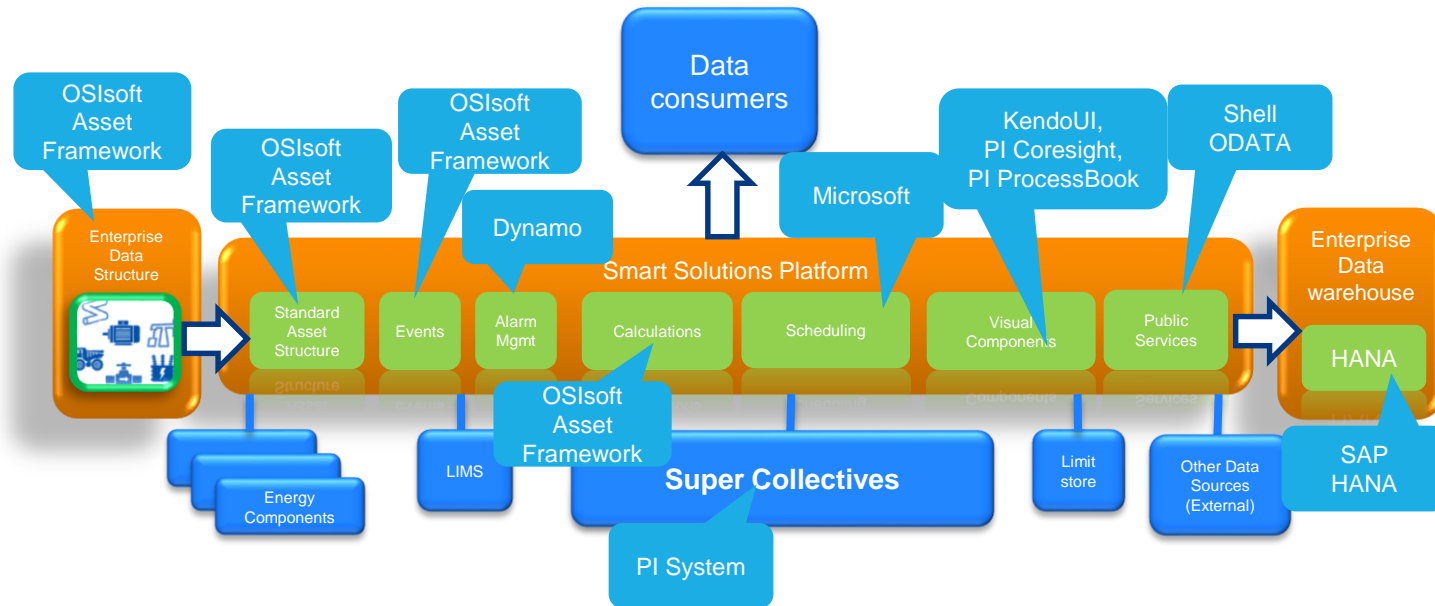 Data
consumers
OSIsoft
Asset
Framework
OSIsoft
Asset
Framework
OSIsoft
Asset
Framework
Dynamo
Microsoft
KendoUI,
PI Coresight,
PI ProcessBook
Shell
ODATA
Enterprise
Data
Structure
Smart Solutions Platform
Standard
Asset
Structure
Events
Alarm
Mgmt
Calculations
Scheduling
Visual
Components
Public
Services
Enterprise
Data
warehouse
HANA
OSIsoft
Asset
Framework
SAP
HANA
Energy
Components
LIMS
Super Collectives
Limit
store
Other Data
Sources
(External)
PI System